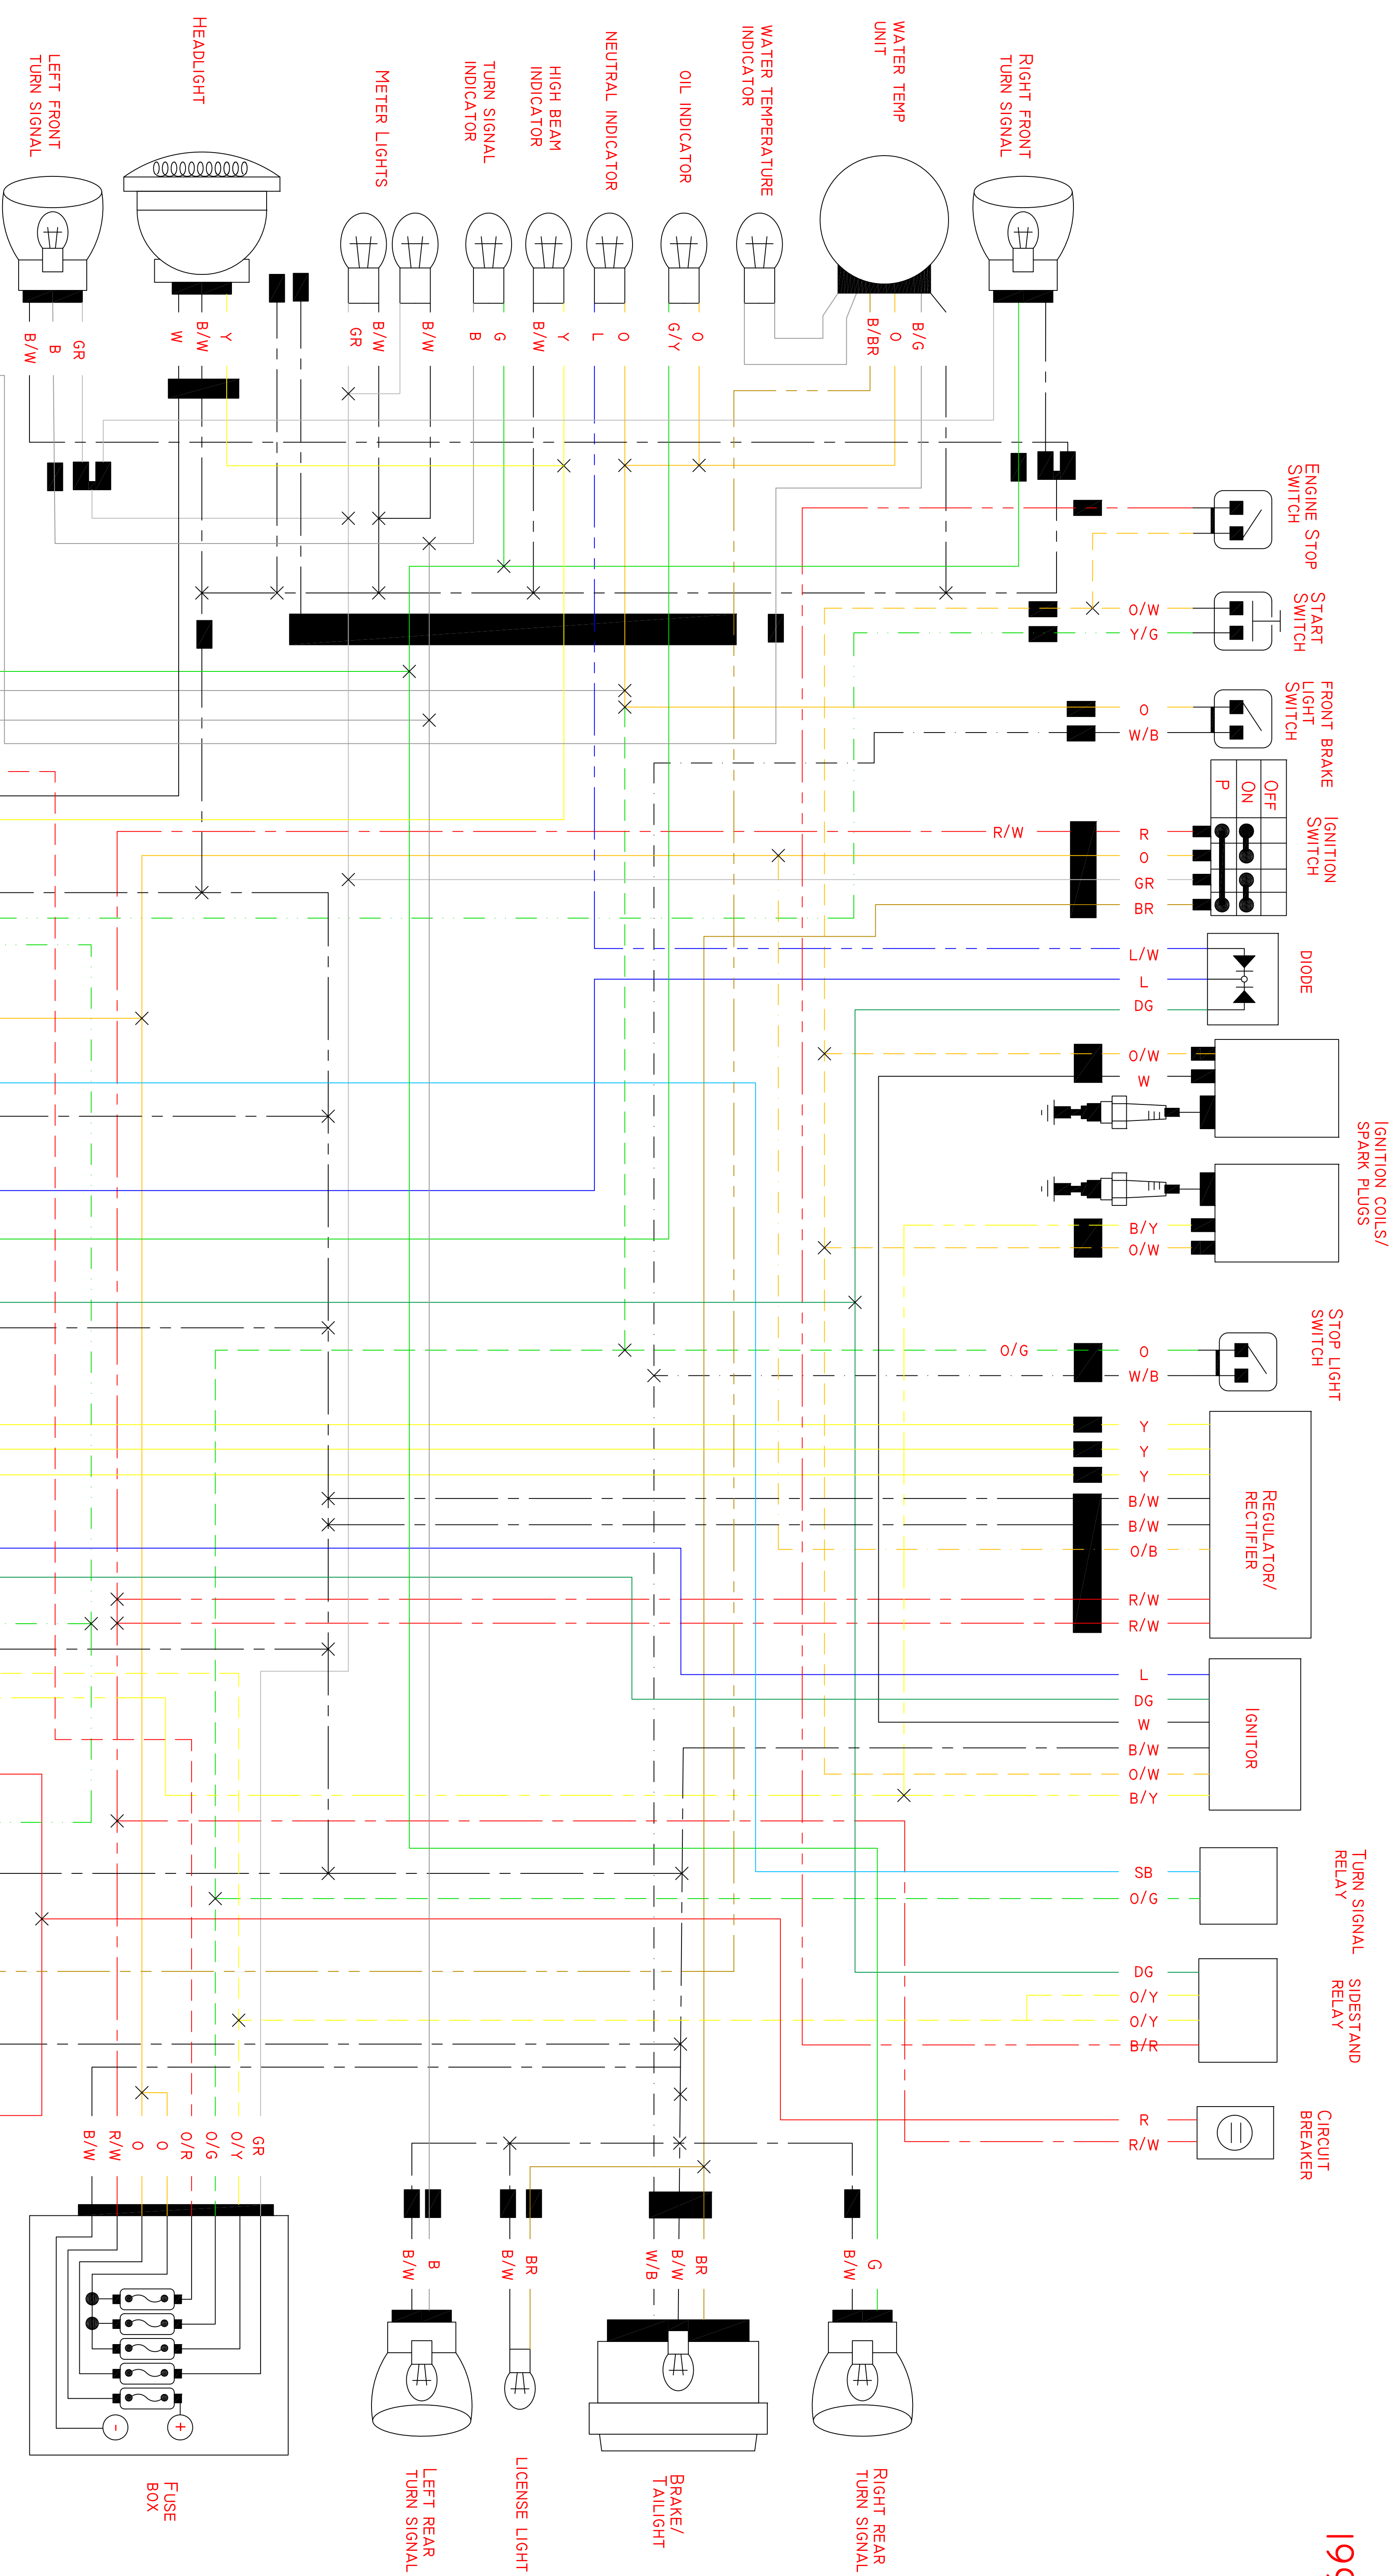 HEADLIGHT
LEFT FRONT
TURN SIGNAL
METER LIGHTS
TURN SIGNAL
INDICATOR
HIGH BEAM
INDICATOR
NEUTRAL INDICATOR
OIL INDICATOR
WATER TEMPERATURE
INDICATOR
WATER TEMP
UNIT
RIGHT FRONT
TURN SIGNAL
B/W
B
GR
W
B/W
Y
GR
B/W
B/W
B
G
B/W
Y
L
O
G/Y
O
B/BR
O
B/G
ENGINE STOP
SWITCH
START
SWITCH
O/W
Y/G
FRONT BRAKE
LIGHT
SWITCH
O
W/B
OFF
ON
P
IGNITION
SWITCH
R/W
R
O
GR
BR
DIODE
L/W
L
DG
O/W
W
IGNITION COILS/
SPARK PLUGS
B/Y
O/W
STOP LIGHT
SWITCH
O/G
O
W/B
Y
Y
Y
B/W
B/W
O/B
R/W
R/W
REGULATOR/
RECTIFIER
L
DG
W
B/W
O/W
B/Y
IGNITOR
SB
O/G
TURN SIGNAL
RELAY
DG
O/Y
O/Y
B/R
SIDESTAND
RELAY
R
R/W
CIRCUIT
BREAKER
B/W
R/W
O
O
O/R
O/G
O/Y
GR
B/W
B
B/W
BR
W/B
B/W
BR
B/W
G
-
+
FUSE
BOX
LEFT REAR
TURN SIGNAL
LICENSE LIGHT
BRAKE/
TAILIGHT
RIGHT REAR
TURN SIGNAL